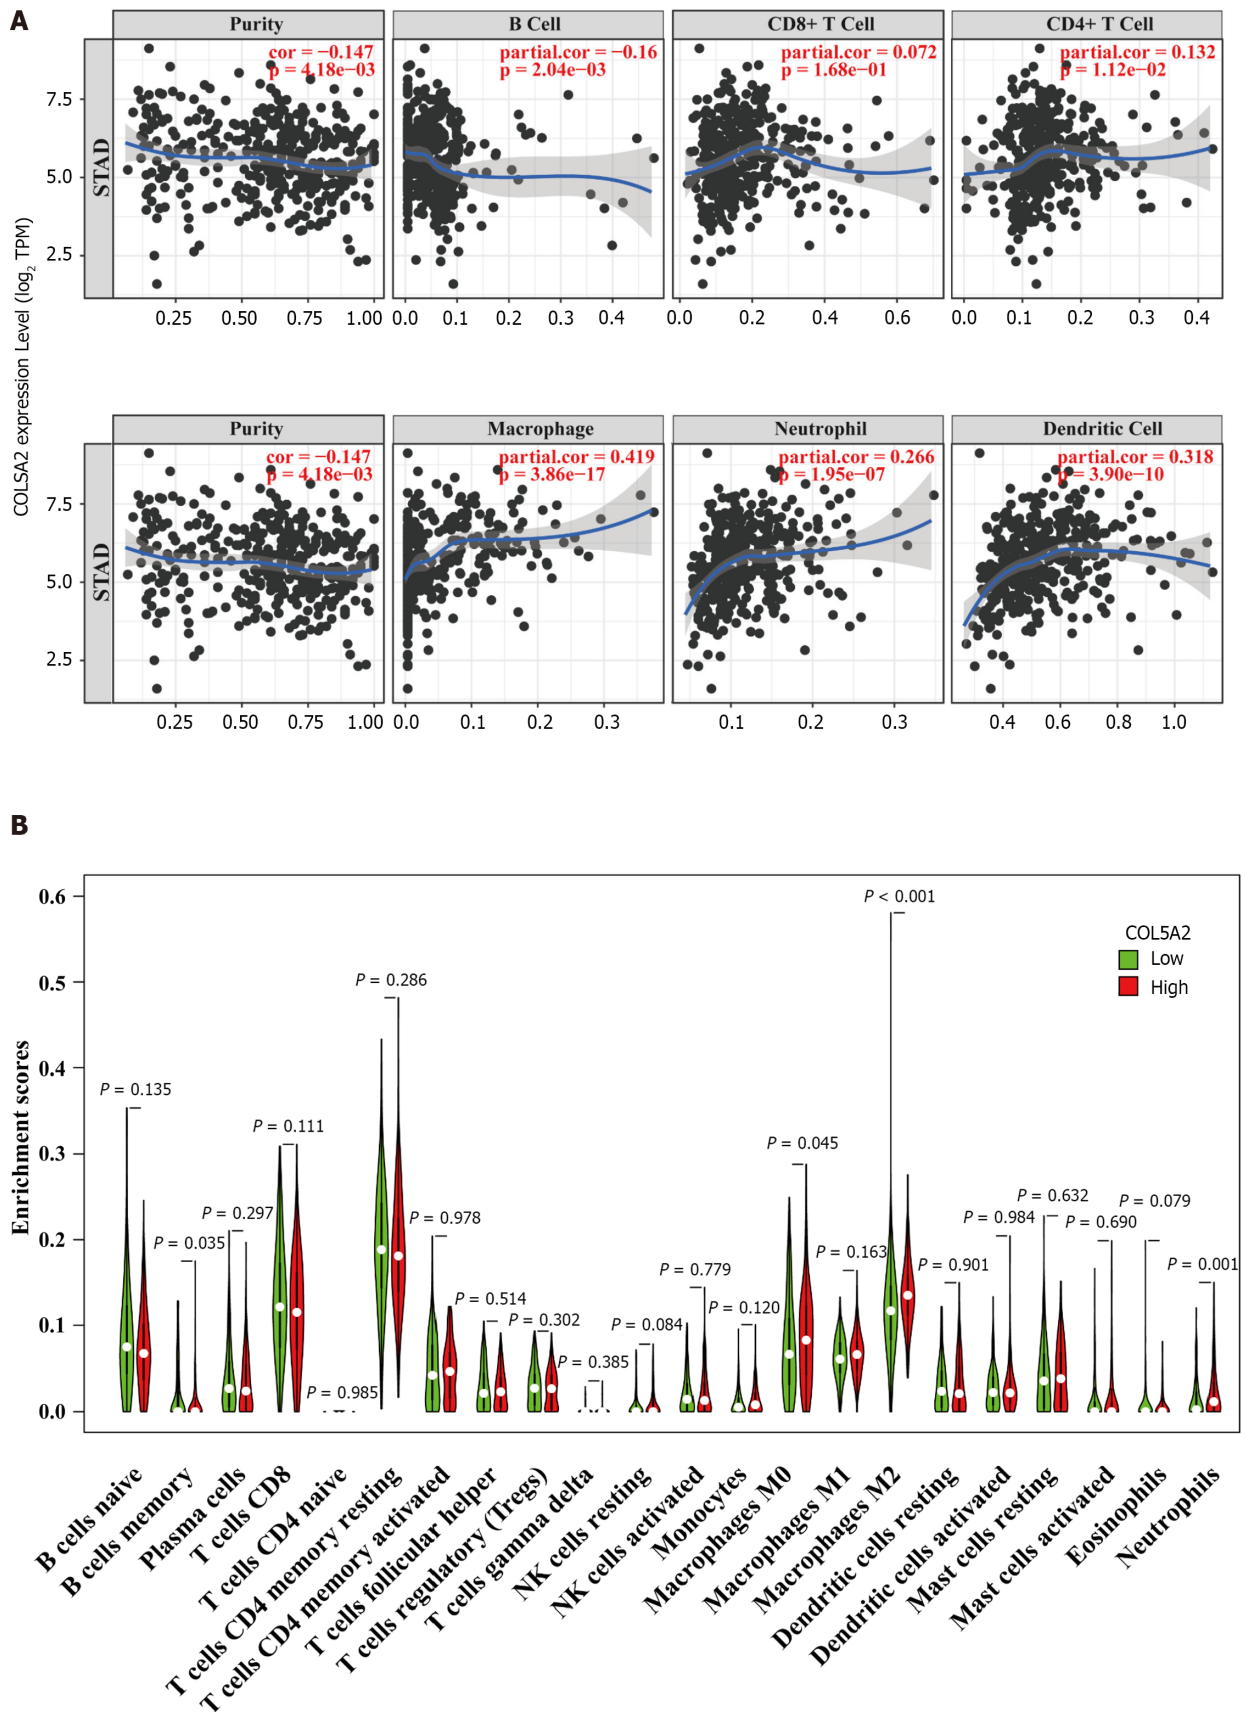 A
Purity
B Cell
CD8+ T Cell
CD4+ T Cell
cor = −0.147
p = 4.18e−03
partial.cor = −0.16
p = 2.04e−03
partial.cor = 0.072
p = 1.68e−01
partial.cor = 0.132
p = 1.12e−02
STAD
7.5
5.0
2.5
0.25 0.50 0.75 1.00
0.0 0.1 0.2 0.3 0.4
0.0 0.2 0.4 0.6
0.0 0.1 0.2 0.3 0.4
COLSA2 expression Level (log2 TPM)
Purity
Macrophage
Neutrophil
Dendritic Cell
cor = −0.147
p = 4.18e−03
partial.cor = 0.419
p = 3.86e−17
partial.cor = 0.266
p = 1.95e−07
partial.cor = 0.318
p = 3.90e−10
STAD
7.5
5.0
2.5
0.25 0.50 0.75 1.00
0.0 0.1 0.2 0.3
0.1 0.2 0.3
0.4 0.6 0.8 1.0
B
Enrichment scores
0.6
0.5
0.4
0.3
0.2
0.1
0.0
P = 0.135
P = 0.035
P = 0.297
P = 0.111
P = 0.985
P = 0.286
P = 0.978
P = 0.514
P = 0.302
P = 0.385
P = 0.084
P = 0.779
P = 0.120
P = 0.045
P = 0.163
P < 0.001
P = 0.901
P = 0.984
P = 0.632
P = 0.690
P = 0.079
P = 0.001
COL5A2
Low
High
B cells naive
B cells memory
Plasma cells
T cells CD8
T cells CD4 naive
T cells CD4 memory resting
T cells CD4 memory activated
T cells follicular helper
T cells regulatory (Tregs)
T cells gamma delta
NK cells resting
NK cells activated
Monocytes
Macrophages M0
Macrophages M1
Macrophages M2
Dendritic cells resting
Dendritic cells activated
Mast cells resting
Mast cells activated
Eosinophils
Neutrophils